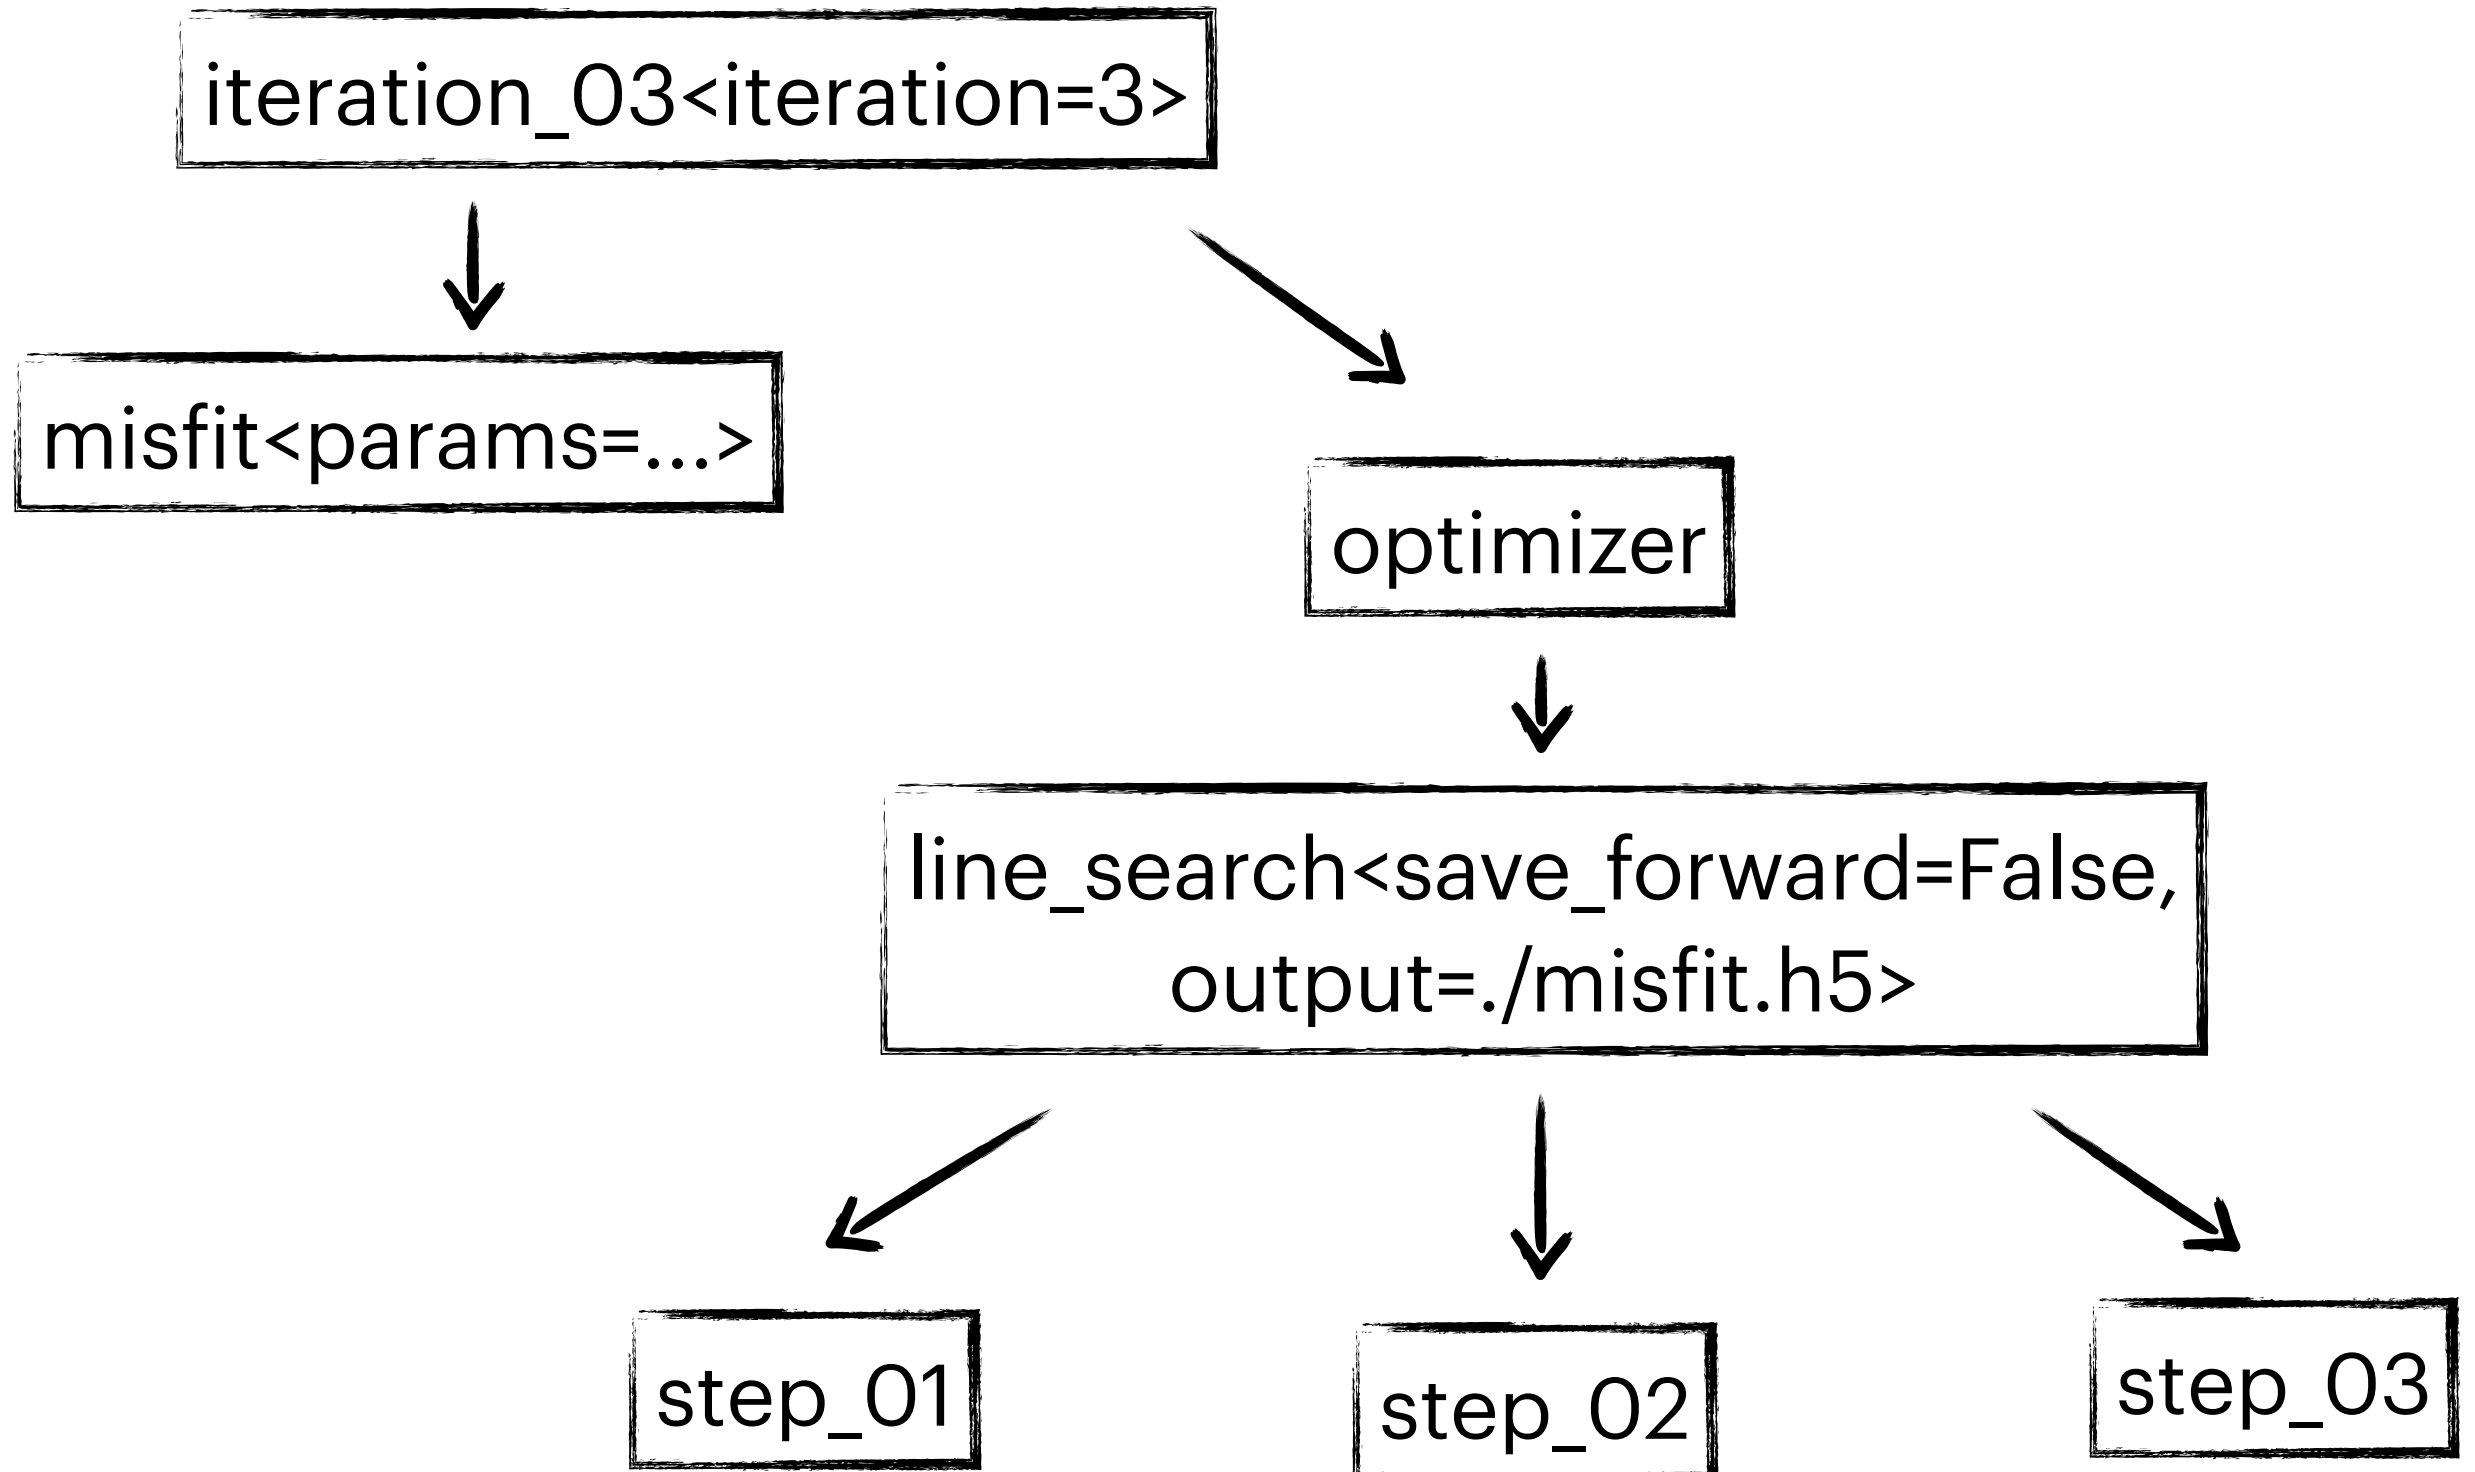 iteration_03<iteration=3>
misfit<params=...>
optimizer
line_search<save_forward=False,
output=./misfit.h5>
step_01
step_02
step_03